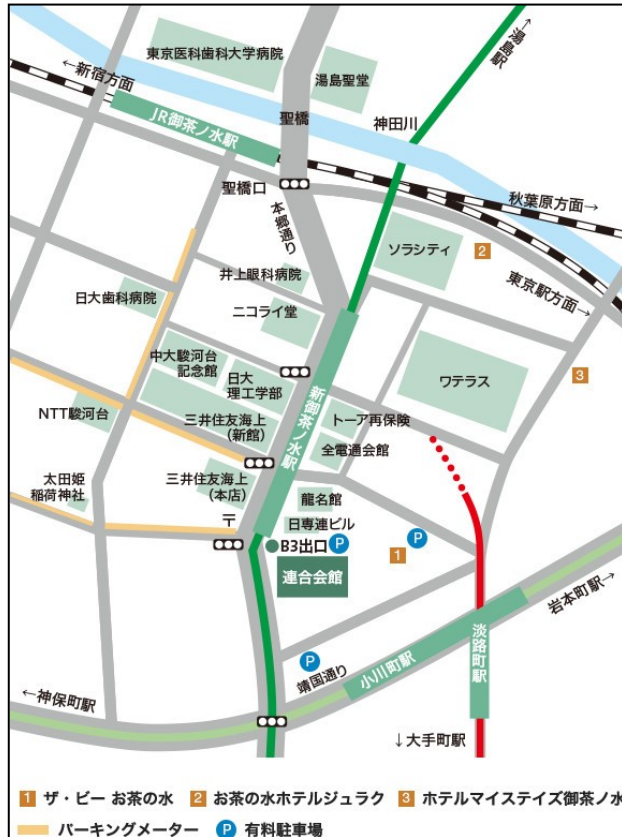 東京医科歯科大学病院
湯島聖堂
→湯島駅
←新宿方面
JR御茶ノ水駅
聖橋
神田川
聖橋口
本郷通り
秋葉原方面→
ソラシティ
2
東京駅方面→
井上眼科病院
日大歯科病院
ニコライ堂
中大駿河台
記念館
日大
理工学部
新御茶ノ水駅
ワテラス
3
NTT駿河台
三井住友海上
(新館)
トーア再保険
全電通会館
太田姫
稲荷神社
三井住友海上
(本店)
龍名館
〒
日専連ビル
B3出口
P
1
P
連合会館
岩本町駅→
淡路町駅
小川町駅
P
靖国通り
←神保町駅
↓大手町駅
1 ザ・ビー お茶の水
2 お茶の水ホテルジュラク
3 ホテルマイステイズ御茶ノ水
パーキングメーター
P 有料駐車場